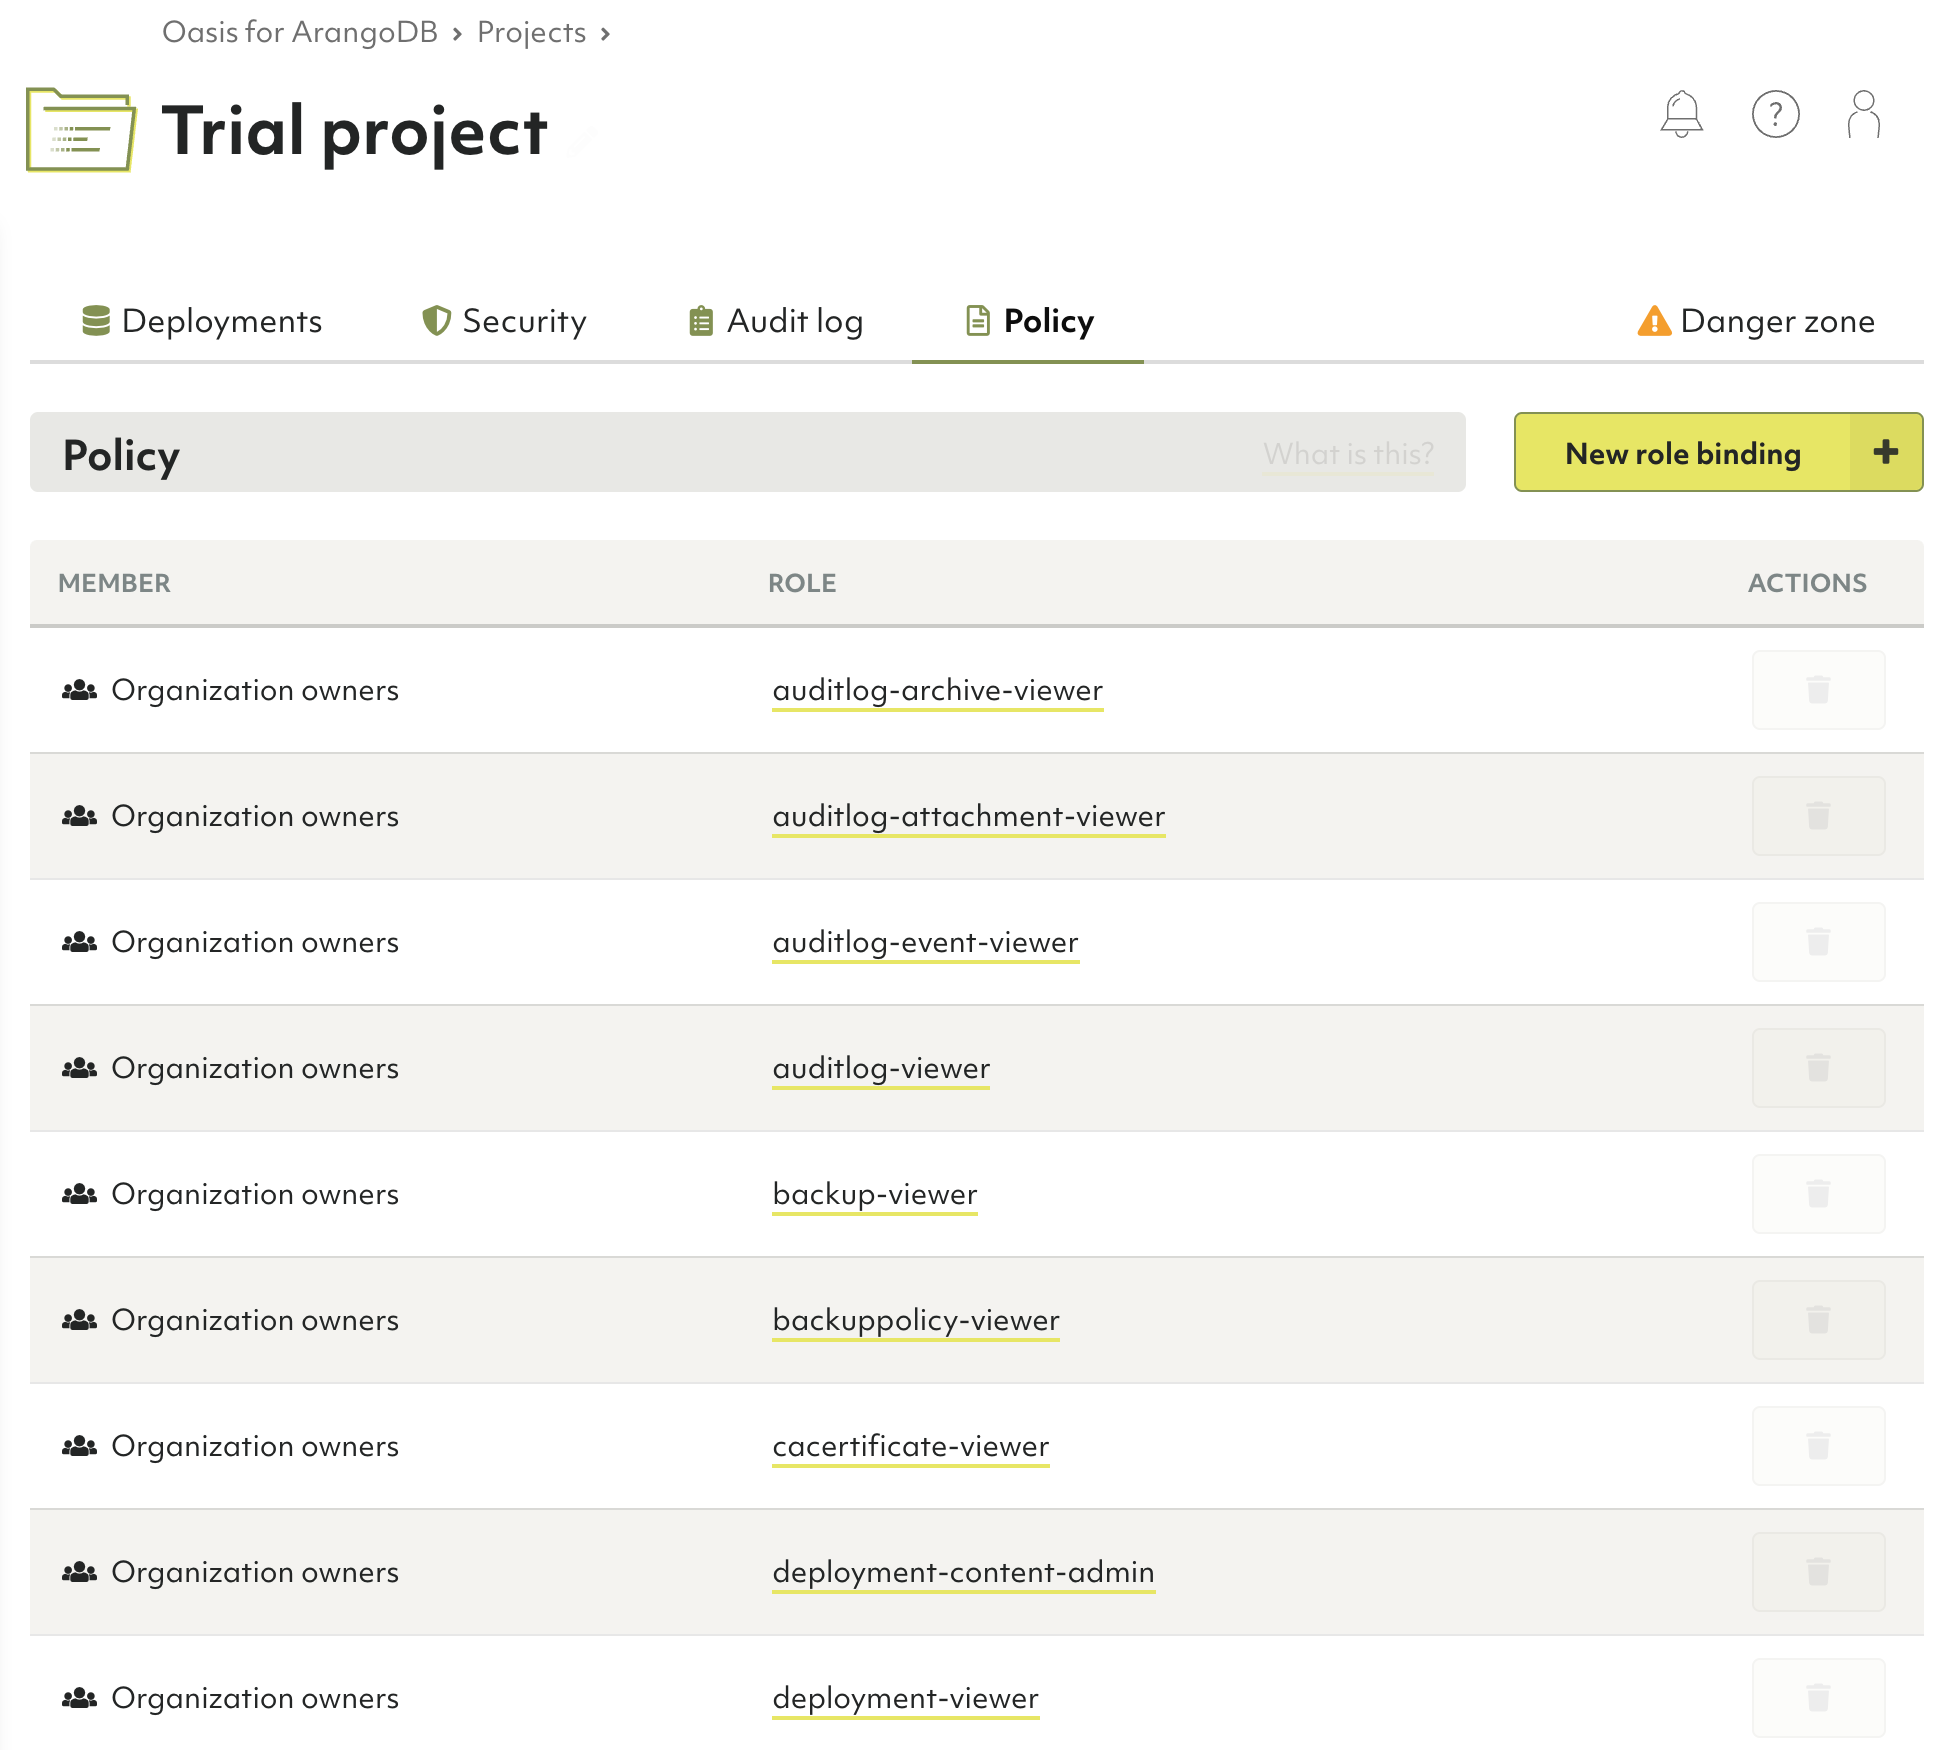 Oasis for ArangoDB › Projects ›
Trial project
?
Deployments Security Audit log Policy Danger zone
Policy What is this? New role binding +
MEMBER ROLE ACTIONS
Organization owners auditlog-archive-viewer
Organization owners auditlog-attachment-viewer
Organization owners auditlog-event-viewer
Organization owners auditlog-viewer
Organization owners backup-viewer
Organization owners backuppolicy-viewer
Organization owners cacertificate-viewer
Organization owners deployment-content-admin
Organization owners deployment-viewer